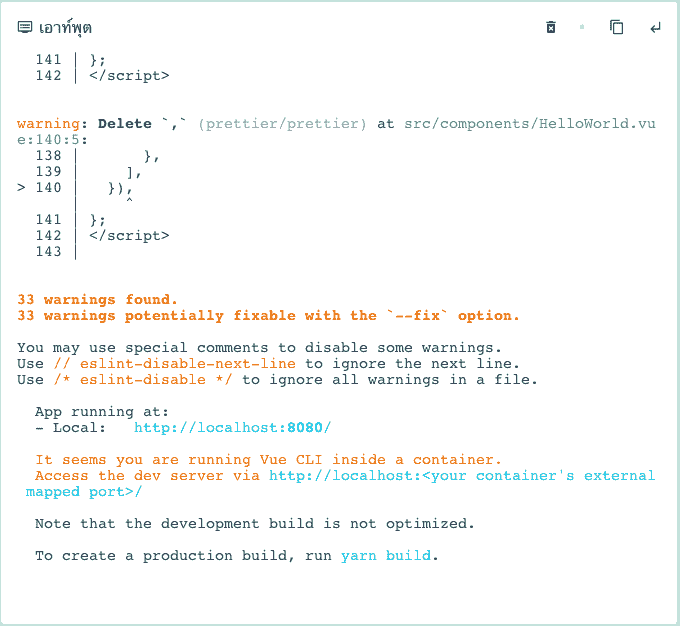 เอาท์พุต
141 | };
142 | </script>
warning: Delete `,` (prettier/prettier) at src/components/HelloWorld.vu
e:140:5:
138 |       },
139 |     ],
> 140 |   }),
|     ^
141 | };
142 | </script>
143 |
33 warnings found.
33 warnings potentially fixable with the `--fix` option.
You may use special comments to disable some warnings.
Use // eslint-disable-next-line to ignore the next line.
Use /* eslint-disable */ to ignore all warnings in a file.
App running at:
- Local:   http://localhost:8080/
It seems you are running Vue CLI inside a container.
Access the dev server via http://localhost:<your container's external
mapped port>/
Note that the development build is not optimized.
To create a production build, run yarn build.